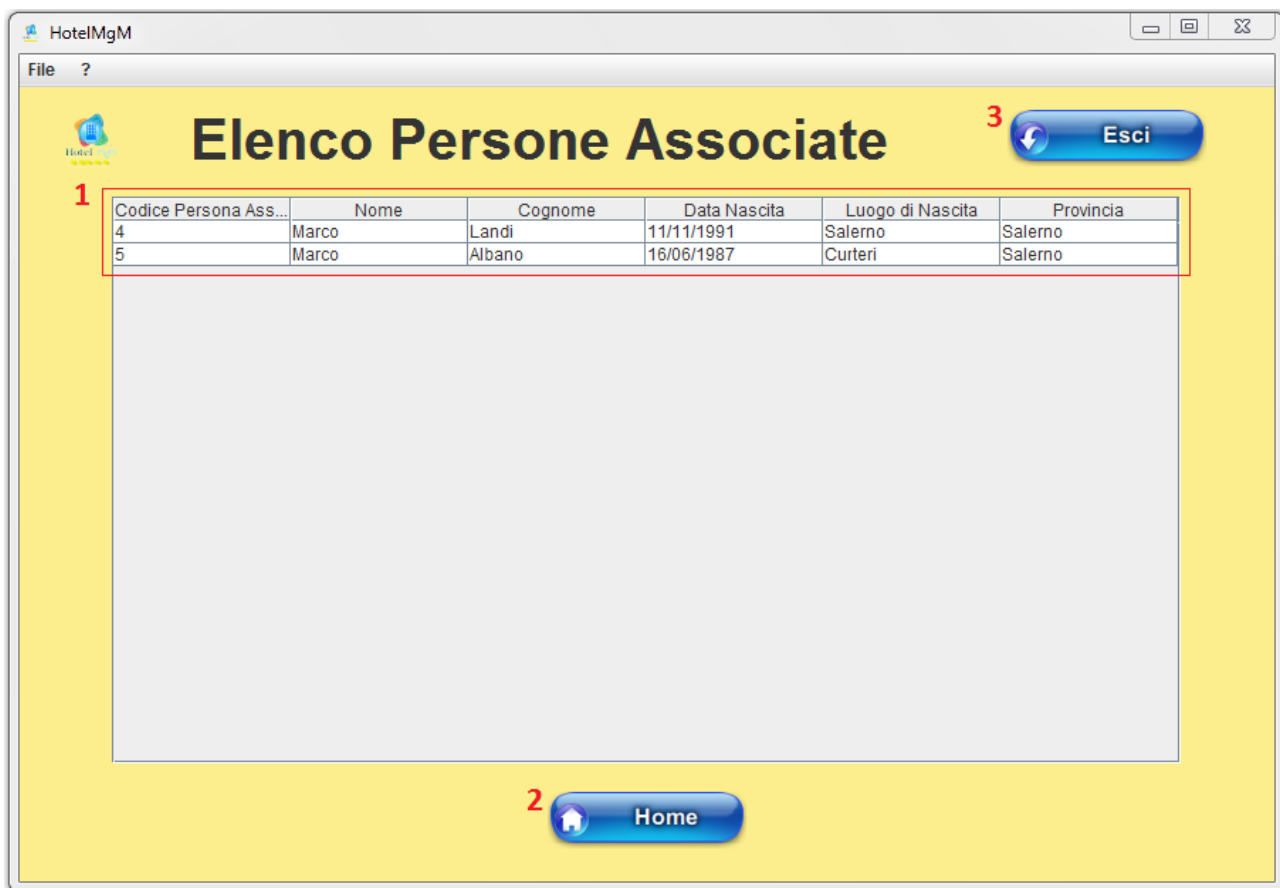 HotelMgM
File ?
Elenco Persone Associate
3
Esci
Hotel
1
Codice Persona Ass... Nome Cognome Data Nascita Luogo di Nascita Provincia
4 Marco Landi 11/11/1991 Salerno Salerno
5 Marco Albano 16/06/1987 Curteri Salerno
2
Home